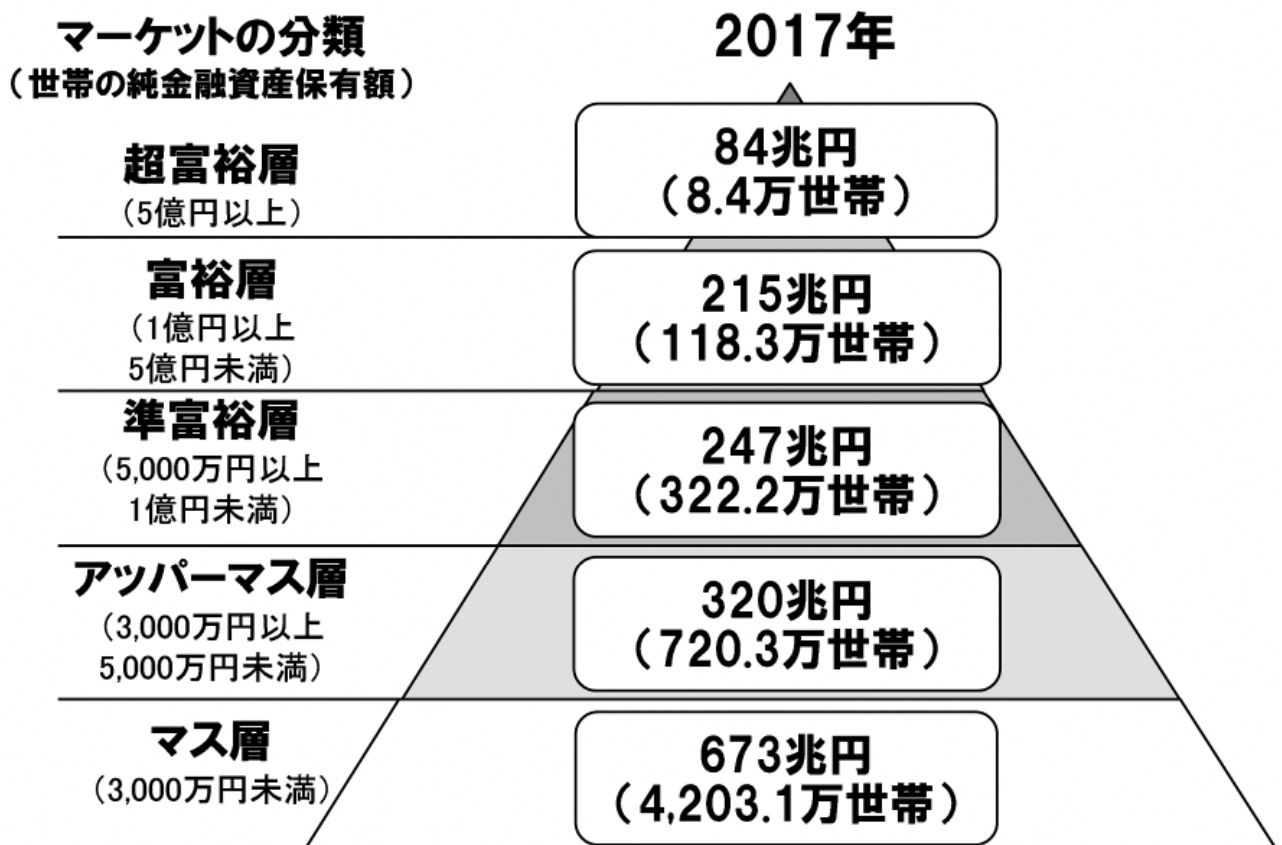 マーケットの分類
（世帯の純金融資産保有額）
2017年
超富裕層
（5億円以上）
84兆円
（8.4万世帯）
富裕層
（1億円以上
5億円未満）
215兆円
（118.3万世帯）
準富裕層
（5,000万円以上
1億円未満）
247兆円
（322.2万世帯）
アッパーマス層
（3,000万円以上
5,000万円未満）
320兆円
（720.3万世帯）
マス層
（3,000万円未満）
673兆円
（4,203.1万世帯）